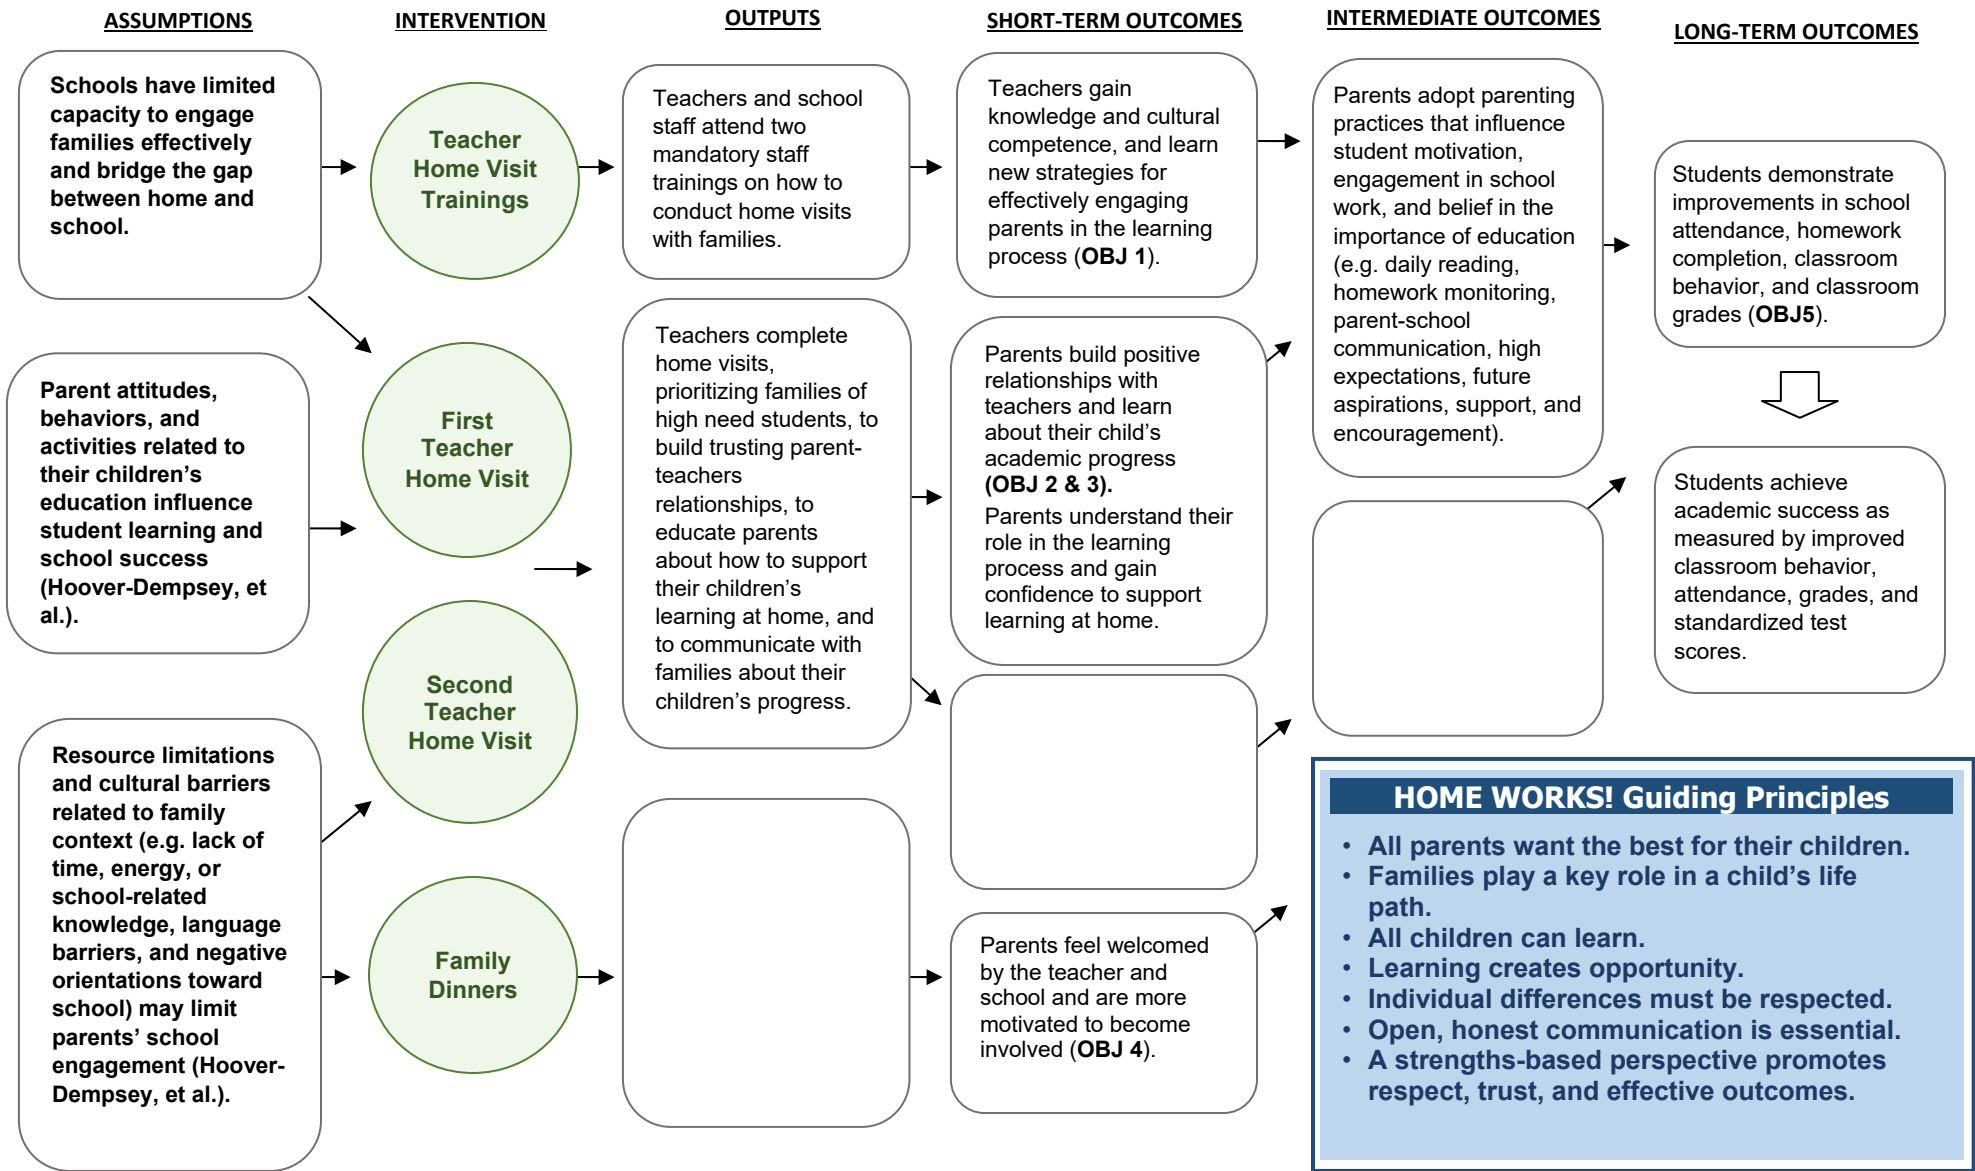 ASSUMPTIONS
INTERVENTION
OUTPUTS
SHORT-TERM OUTCOMES
INTERMEDIATE OUTCOMES
LONG-TERM OUTCOMES
Schools have limited
capacity to engage
families effectively
and bridge the gap
between home and
school.
Parent attitudes,
behaviors, and
activities related to
their children’s
education influence
student learning and
school success
(Hoover-Dempsey, et
al.).
Resource limitations
and cultural barriers
related to family
context (e.g. lack of
time, energy, or
school-related
knowledge, language
barriers, and negative
orientations toward
school) may limit
parents’ school
engagement (Hoover-
Dempsey, et al.).
Teacher
Home Visit
Trainings
First
Teacher
Home Visit
Second
Teacher
Home Visit
Family
Dinners
Teachers and school
staff attend two
mandatory staff
trainings on how to
conduct home visits
with families.
Teachers complete
home visits,
prioritizing families of
high need students, to
build trusting parent-
teachers
relationships, to
educate parents
about how to support
their children’s
learning at home, and
to communicate with
families about their
children’s progress.
Teachers gain
knowledge and cultural
competence, and learn
new strategies for
effectively engaging
parents in the learning
process (OBJ 1).
Parents build positive
relationships with
teachers and learn
about their child’s
academic progress
(OBJ 2 & 3).
Parents understand their
role in the learning
process and gain
confidence to support
learning at home.
Parents feel welcomed
by the teacher and
school and are more
motivated to become
involved (OBJ 4).
Parents adopt parenting
practices that influence
student motivation,
engagement in school
work, and belief in the
importance of education
(e.g. daily reading,
homework monitoring,
parent-school
communication, high
expectations, future
aspirations, support, and
encouragement).
Students demonstrate
improvements in school
attendance, homework
completion, classroom
behavior, and classroom
grades (OBJ5).
Students achieve
academic success as
measured by improved
classroom behavior,
attendance, grades, and
standardized test
scores.
HOME WORKS! Guiding Principles
• All parents want the best for their children.
• Families play a key role in a child’s life
path.
• All children can learn.
• Learning creates opportunity.
• Individual differences must be respected.
• Open, honest communication is essential.
• A strengths-based perspective promotes
respect, trust, and effective outcomes.